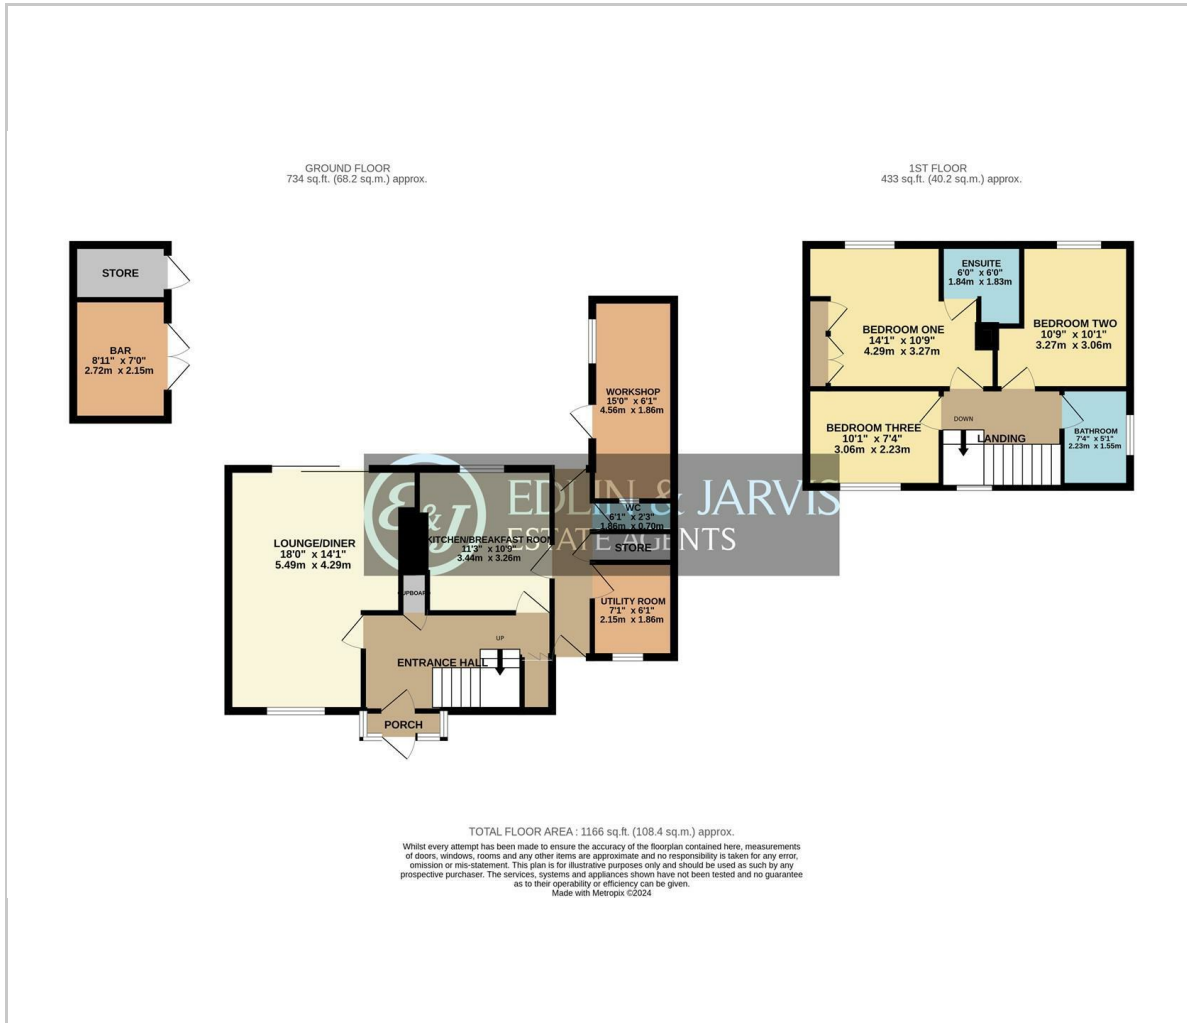 GROUND FLOOR
734 sq.ft. (68.2 sq.m.) approx.
1ST FLOOR
433 sq.ft. (40.2 sq.m.) approx.
STORE
BAR
8'11" x 7'0"
2.72m x 2.15m
WORKSHOP
15'0" x 6'1"
4.56m x 1.86m
WC
6'1" x 2'3"
1.86m x 0.70m
STORE
UTILITY ROOM
7'1" x 6'1"
2.15m x 1.86m
LOUNGE/DINER
18'0" x 14'1"
5.49m x 4.29m
KITCHEN/BREAKFAST ROOM
11'3" x 10'9"
3.44m x 3.26m
CUPBOARD
UP
ENTRANCE HALL
PORCH
ENSUITE
6'0" x 6'0"
1.84m x 1.83m
BEDROOM ONE
14'1" x 10'9"
4.29m x 3.27m
BEDROOM TWO
10'9" x 10'1"
3.27m x 3.06m
BEDROOM THREE
10'1" x 7'4"
3.06m x 2.23m
DOWN
LANDING
BATHROOM
7'4" x 5'1"
2.23m x 1.55m
E&J
EDLIN & JARVIS
ESTATE AGENTS
TOTAL FLOOR AREA : 1166 sq.ft. (108.4 sq.m.) approx.
Whilst every attempt has been made to ensure the accuracy of the floorplan contained here, measurements
of doors, windows, rooms and any other items are approximate and no responsibility is taken for any error,
omission or mis-statement. This plan is for illustrative purposes only and should be used as such by any
prospective purchaser. The services, systems and appliances shown have not been tested and no guarantee
as to their operability or efficiency can be given.
Made with Metropix ©2024